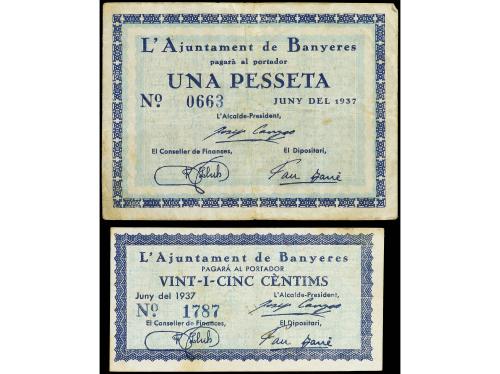 L'Ajuntament de Banyeres
pagarà al portador
UNA PESSETA
Nº 0663 JUNY DEL 1937
L'Alcalde-President,
El Conseller de Finances, El Dipositari,
L'Ajuntament de Banyeres
PAGARÀ AL PORTADOR
VINT-I-CINC CÈNTIMS
Juny del 1937 L'Alcalde-President,
Nº 1787
El Conseller de Finances, El Dipositari,